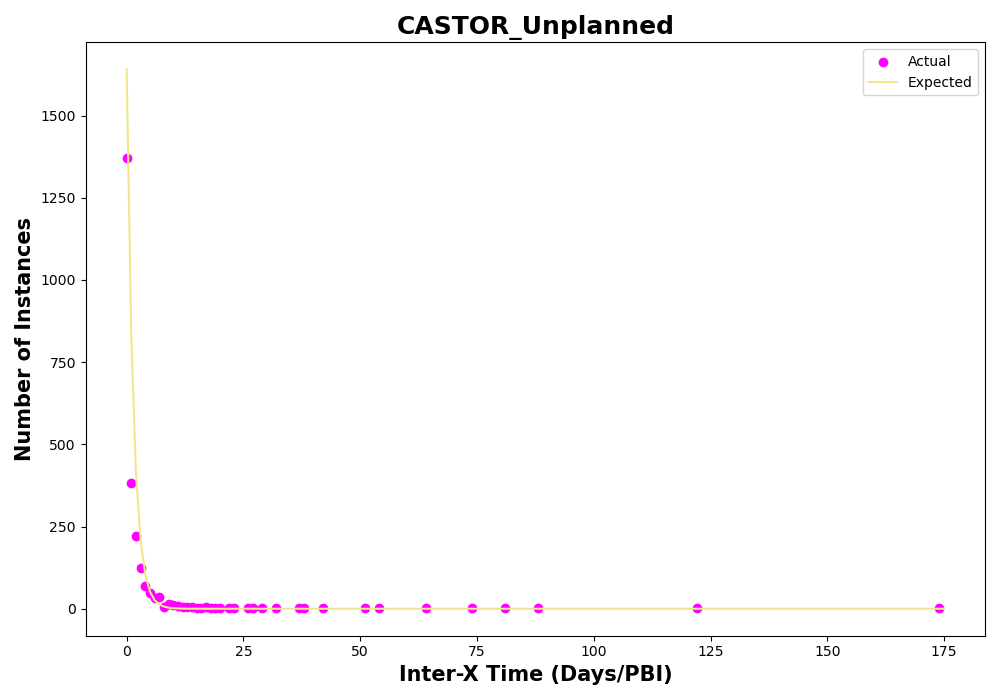 CASTOR_Unplanned
Actual
Expected
Number of Instances
1500
1250
1000
750
500
250
0
0 25 50 75 100 125 150 175
Inter-X Time (Days/PBI)